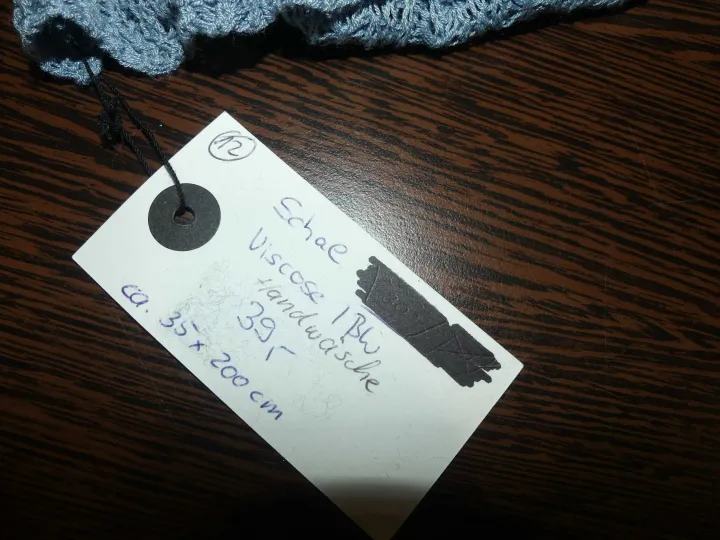 12
Schal
Viscose / BW
Handwäsche
39,-
ca. 35 x 200 cm